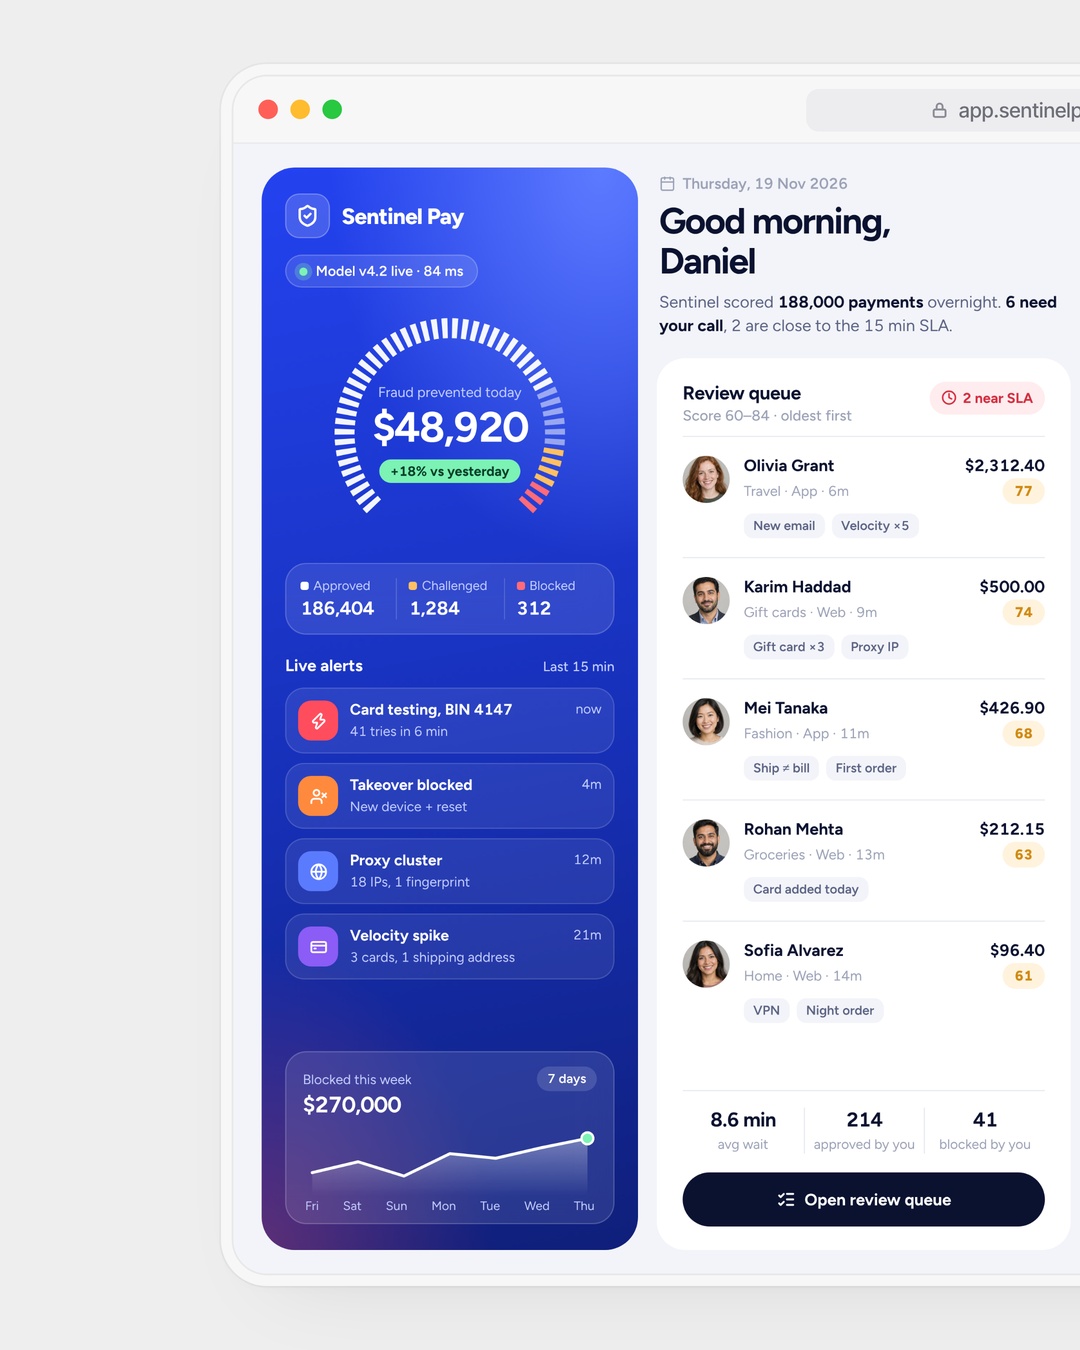 app.sentinelp
Sentinel Pay
Model v4.2 live · 84 ms
Fraud prevented today
$48,920
+18% vs yesterday
Approved
186,404
Challenged
1,284
Blocked
312
Live alerts
Last 15 min
Card testing, BIN 4147
now
41 tries in 6 min
Takeover blocked
4m
New device + reset
Proxy cluster
12m
18 IPs, 1 fingerprint
Velocity spike
21m
3 cards, 1 shipping address
Blocked this week
7 days
$270,000
Fri Sat Sun Mon Tue Wed Thu
Thursday, 19 Nov 2026
Good morning,
Daniel
Sentinel scored 188,000 payments overnight. 6 need
your call, 2 are close to the 15 min SLA.
Review queue
2 near SLA
Score 60–84 · oldest first
Olivia Grant
$2,312.40
Travel · App · 6m
77
New email
Velocity ×5
Karim Haddad
$500.00
Gift cards · Web · 9m
74
Gift card ×3
Proxy IP
Mei Tanaka
$426.90
Fashion · App · 11m
68
Ship ≠ bill
First order
Rohan Mehta
$212.15
Groceries · Web · 13m
63
Card added today
Sofia Alvarez
$96.40
Home · Web · 14m
61
VPN
Night order
8.6 min
avg wait
214
approved by you
41
blocked by you
Open review queue